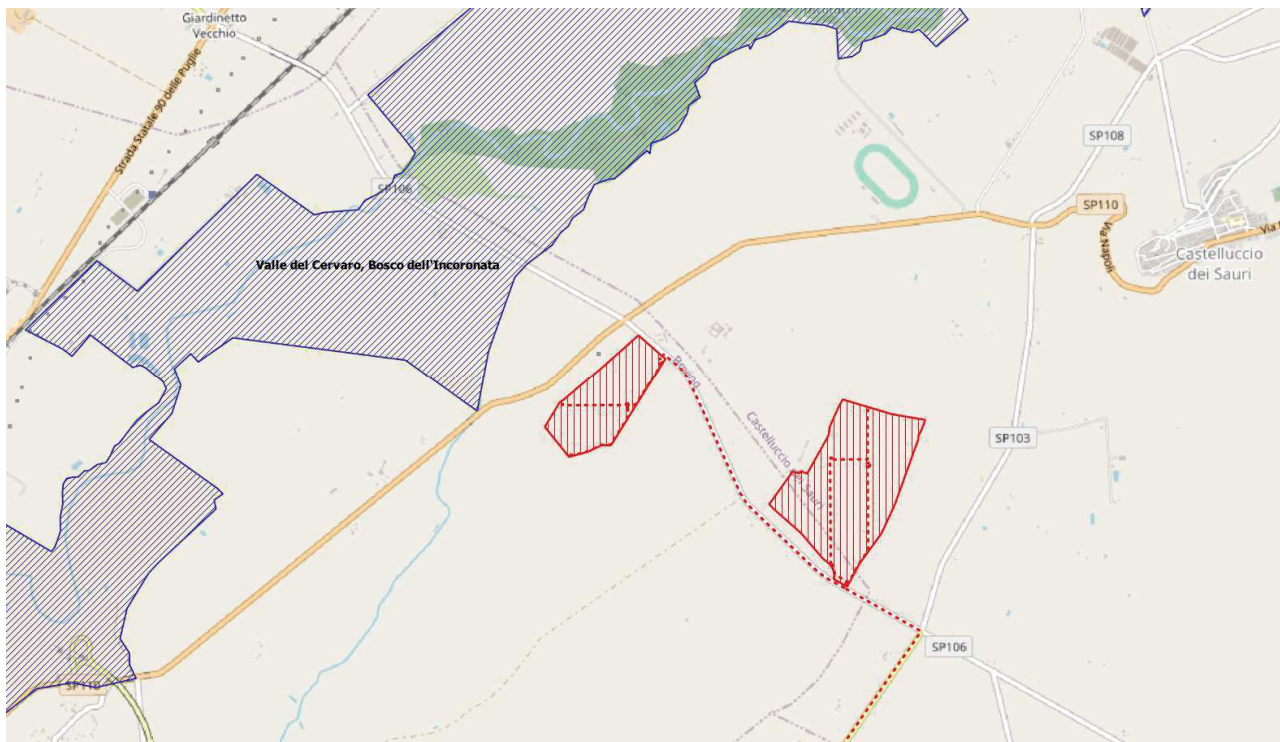 Giardinetto
Vecchio
Strada Statale 90 delle Puglie
SP108
SP106
SP110
Via Napoli
Castelluccio
dei Sauri
Valle del Cervaro, Bosco dell'Incoronata
Bovino
Castelluccio dei Sauri
SP103
SP106
SP110